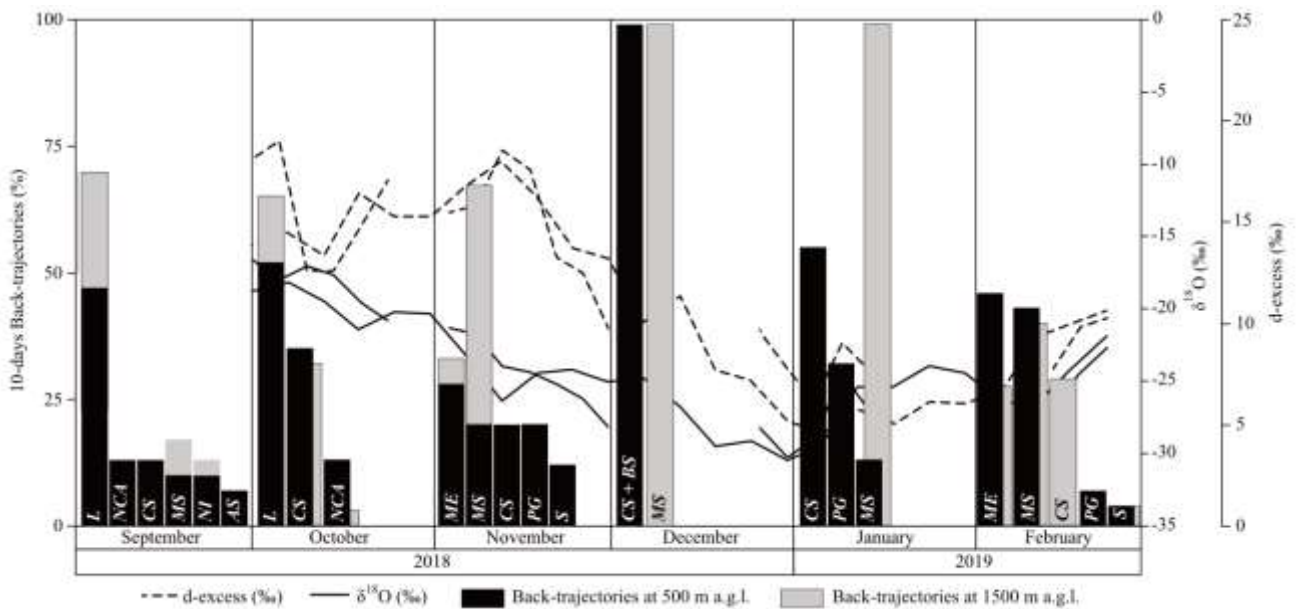 100
75
50
25
0
10-days Back-trajectories (%)
L
NCA
CS
MS
NI
AS
L
CS
NCA
ME
MS
CS
PG
S
CS + BS
MS
CS
PG
MS
ME
MS
CS
PG
S
0
-5
-10
-15
-20
-25
-30
-35
δ¹⁸O (‰)
25
20
15
10
5
0
d-excess (‰)
September October November December January February
2018 2019
d-excess (‰) δ¹⁸O (‰) Back-trajectories at 500 m a.g.l. Back-trajectories at 1500 m a.g.l.